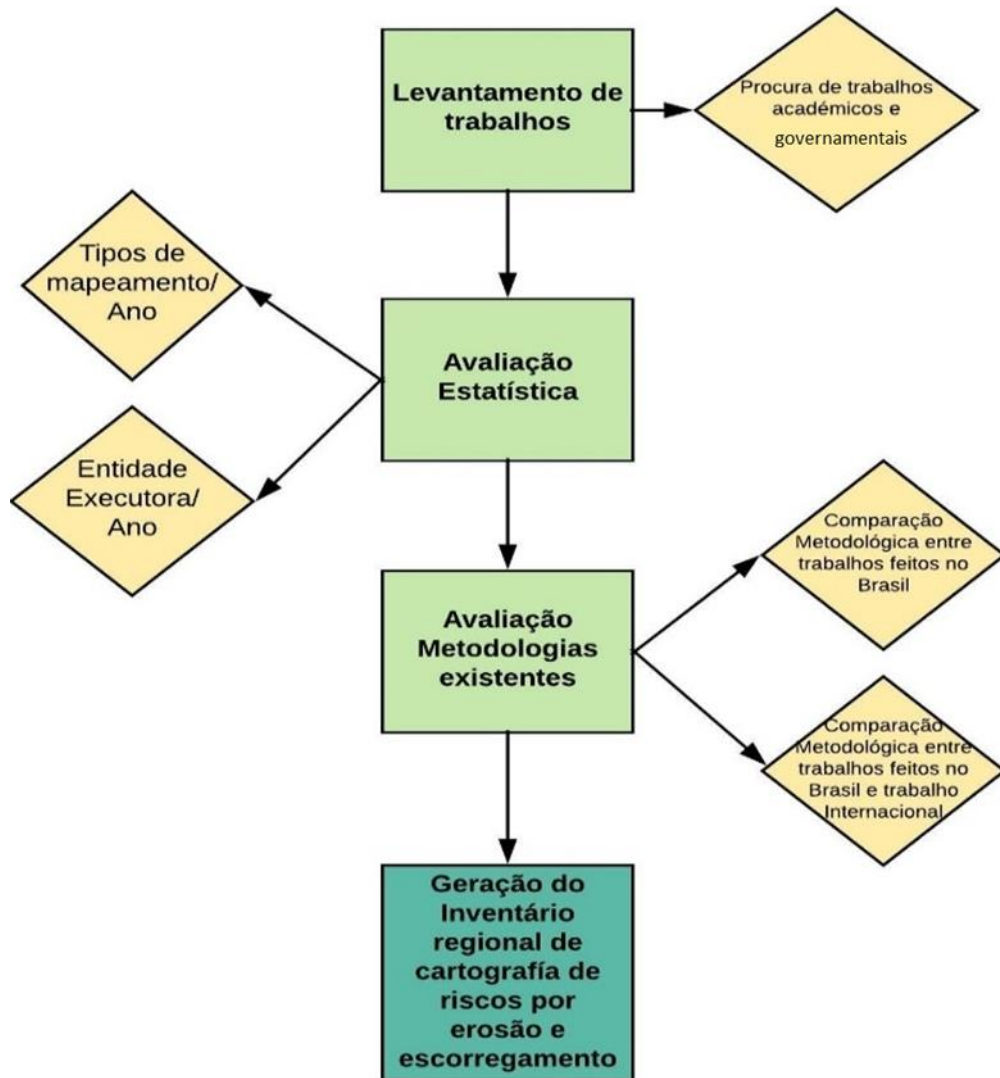 Levantamento de
trabalhos
Procura de trabalhos
académicos e
governamentais
Tipos de
mapeamento/
Ano
Avaliação
Estatística
Entidade
Executora/
Ano
Comparação
Metodológica entre
trabalhos feitos no
Brasil
Avaliação
Metodologias
existentes
Comparação
Metodológica entre
trabalhos feitos no
Brasil e trabalho
Internacional
Geração do
Inventário
regional de
cartografía de
riscos por
erosão e
escorregamento